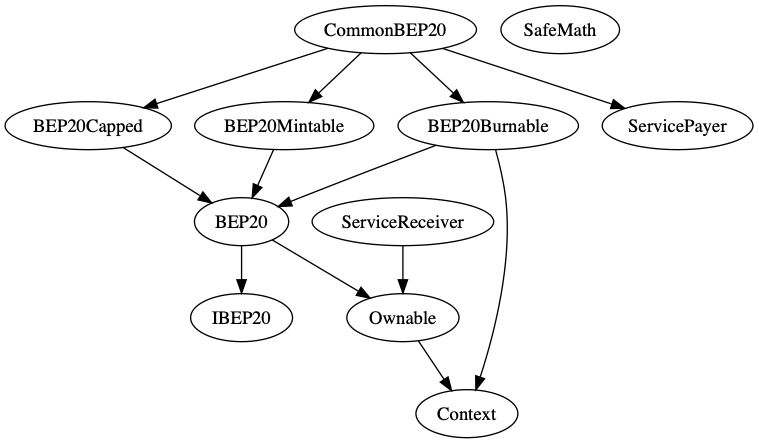 CommonBEP20
SafeMath
BEP20Capped
BEP20Mintable
BEP20Burnable
ServicePayer
BEP20
ServiceReceiver
IBEP20
Ownable
Context